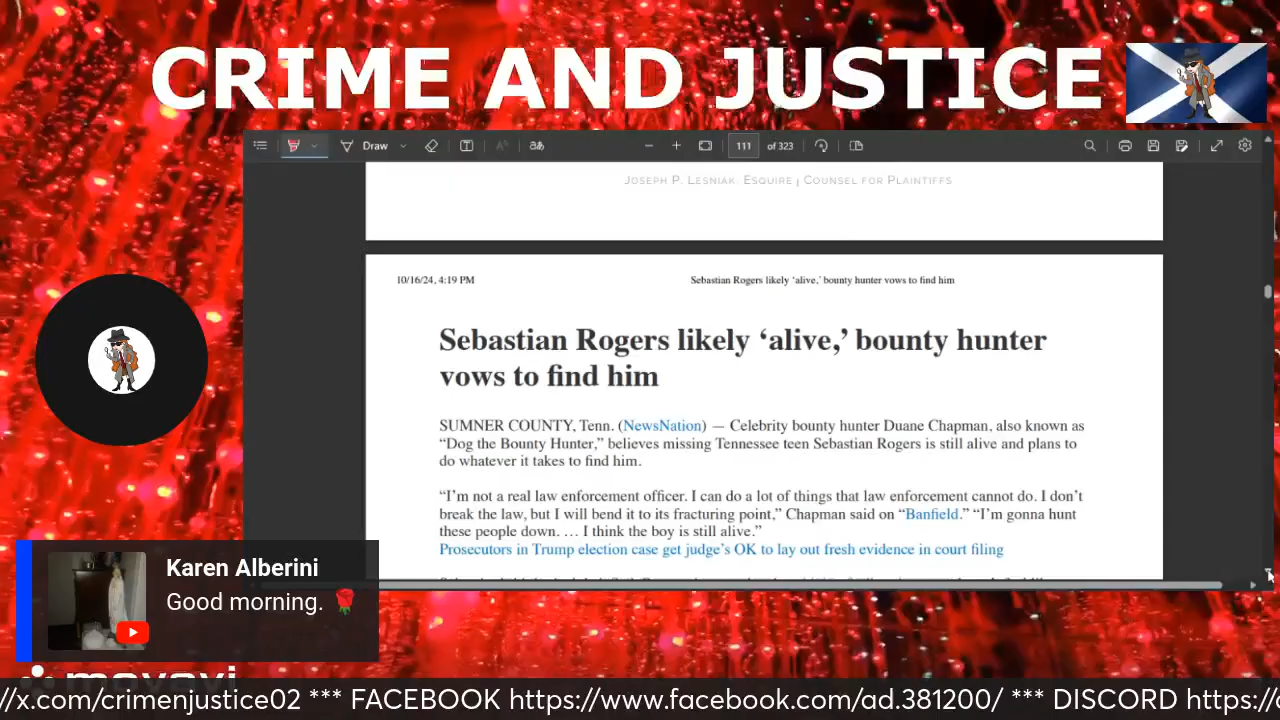 CRIME AND JUSTICE
Draw
111 of 323
JOSEPH P. LESNIAK, ESQUIRE | COUNSEL FOR PLAINTIFFS
10/16/24, 4:19 PM
Sebastian Rogers likely ‘alive,’ bounty hunter vows to find him
Sebastian Rogers likely ‘alive,’ bounty hunter
vows to find him
SUMNER COUNTY, Tenn. (NewsNation) — Celebrity bounty hunter Duane Chapman, also known as
“Dog the Bounty Hunter,” believes missing Tennessee teen Sebastian Rogers is still alive and plans to
do whatever it takes to find him.
“I’m not a real law enforcement officer. I can do a lot of things that law enforcement cannot do. I don’t
break the law, but I will bend it to its fracturing point,” Chapman said on “Banfield.” “I’m gonna hunt
these people down. … I think the boy is still alive.”
Prosecutors in Trump election case get judge’s OK to lay out fresh evidence in court filing
Karen Alberini
Good morning. 🌹
movavi
//x.com/crimenjustice02 *** FACEBOOK https://www.facebook.com/ad.381200/ *** DISCORD https://